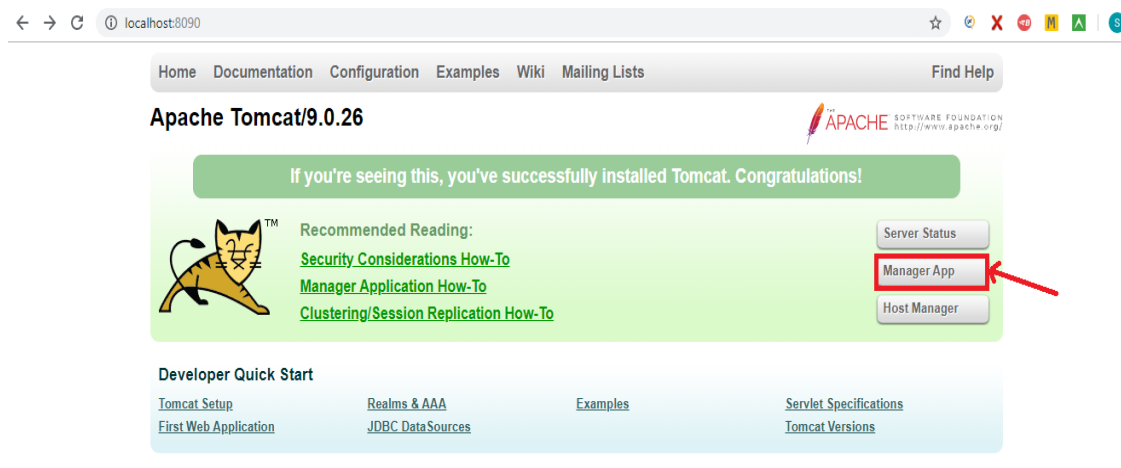 localhost:8090
M
S
Home Documentation Configuration Examples Wiki Mailing Lists Find Help
Apache Tomcat/9.0.26
THE
APACHE SOFTWARE FOUNDATION
http://www.apache.org/
If you're seeing this, you've successfully installed Tomcat. Congratulations!
TM
Recommended Reading:
Security Considerations How-To
Manager Application How-To
Clustering/Session Replication How-To
Server Status
Manager App
Host Manager
Developer Quick Start
Tomcat Setup Realms & AAA Examples Servlet Specifications
First Web Application JDBC DataSources Tomcat Versions